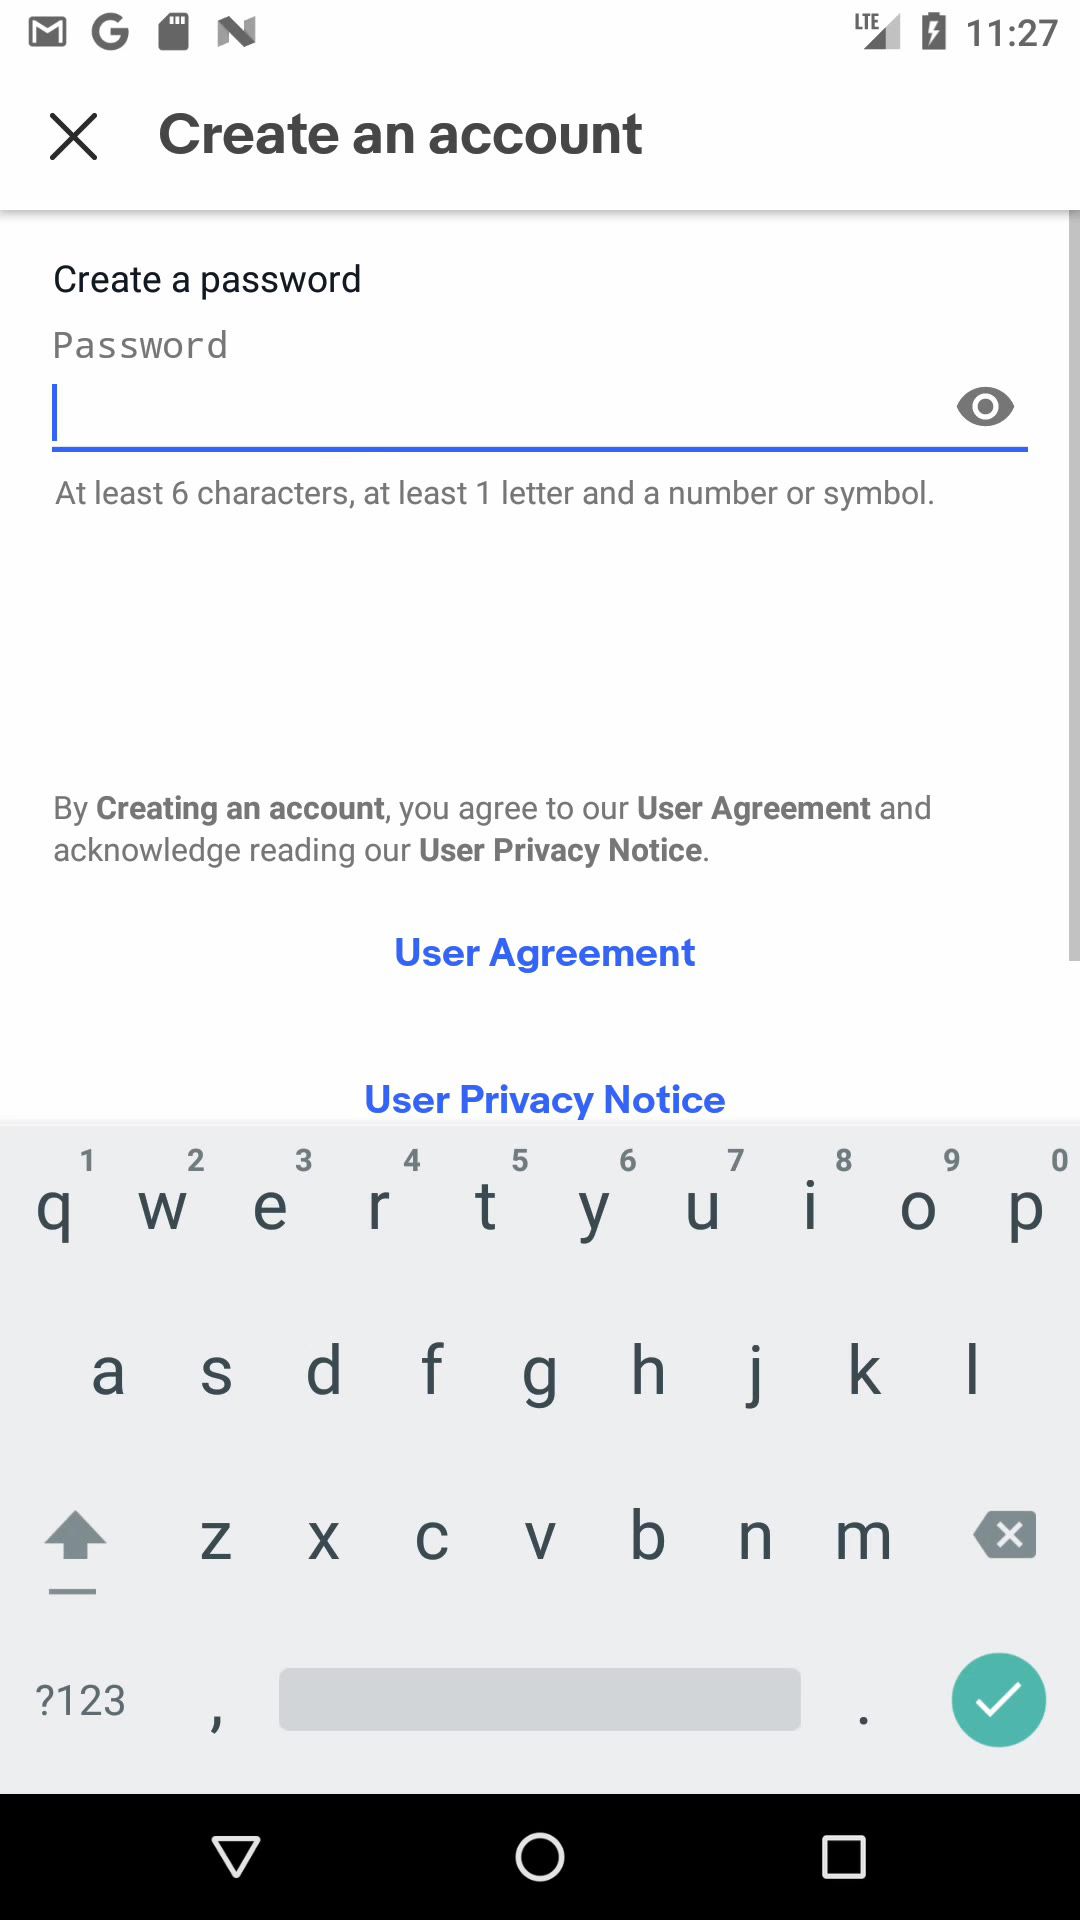 LTE 11:27
Create an account
Create a password
Password
At least 6 characters, at least 1 letter and a number or symbol.
By Creating an account, you agree to our User Agreement and
acknowledge reading our User Privacy Notice.
User Agreement
User Privacy Notice
1 2 3 4 5 6 7 8 9 0
q w e r t y u i o p
a s d f g h j k l
z x c v b n m
?123 , .